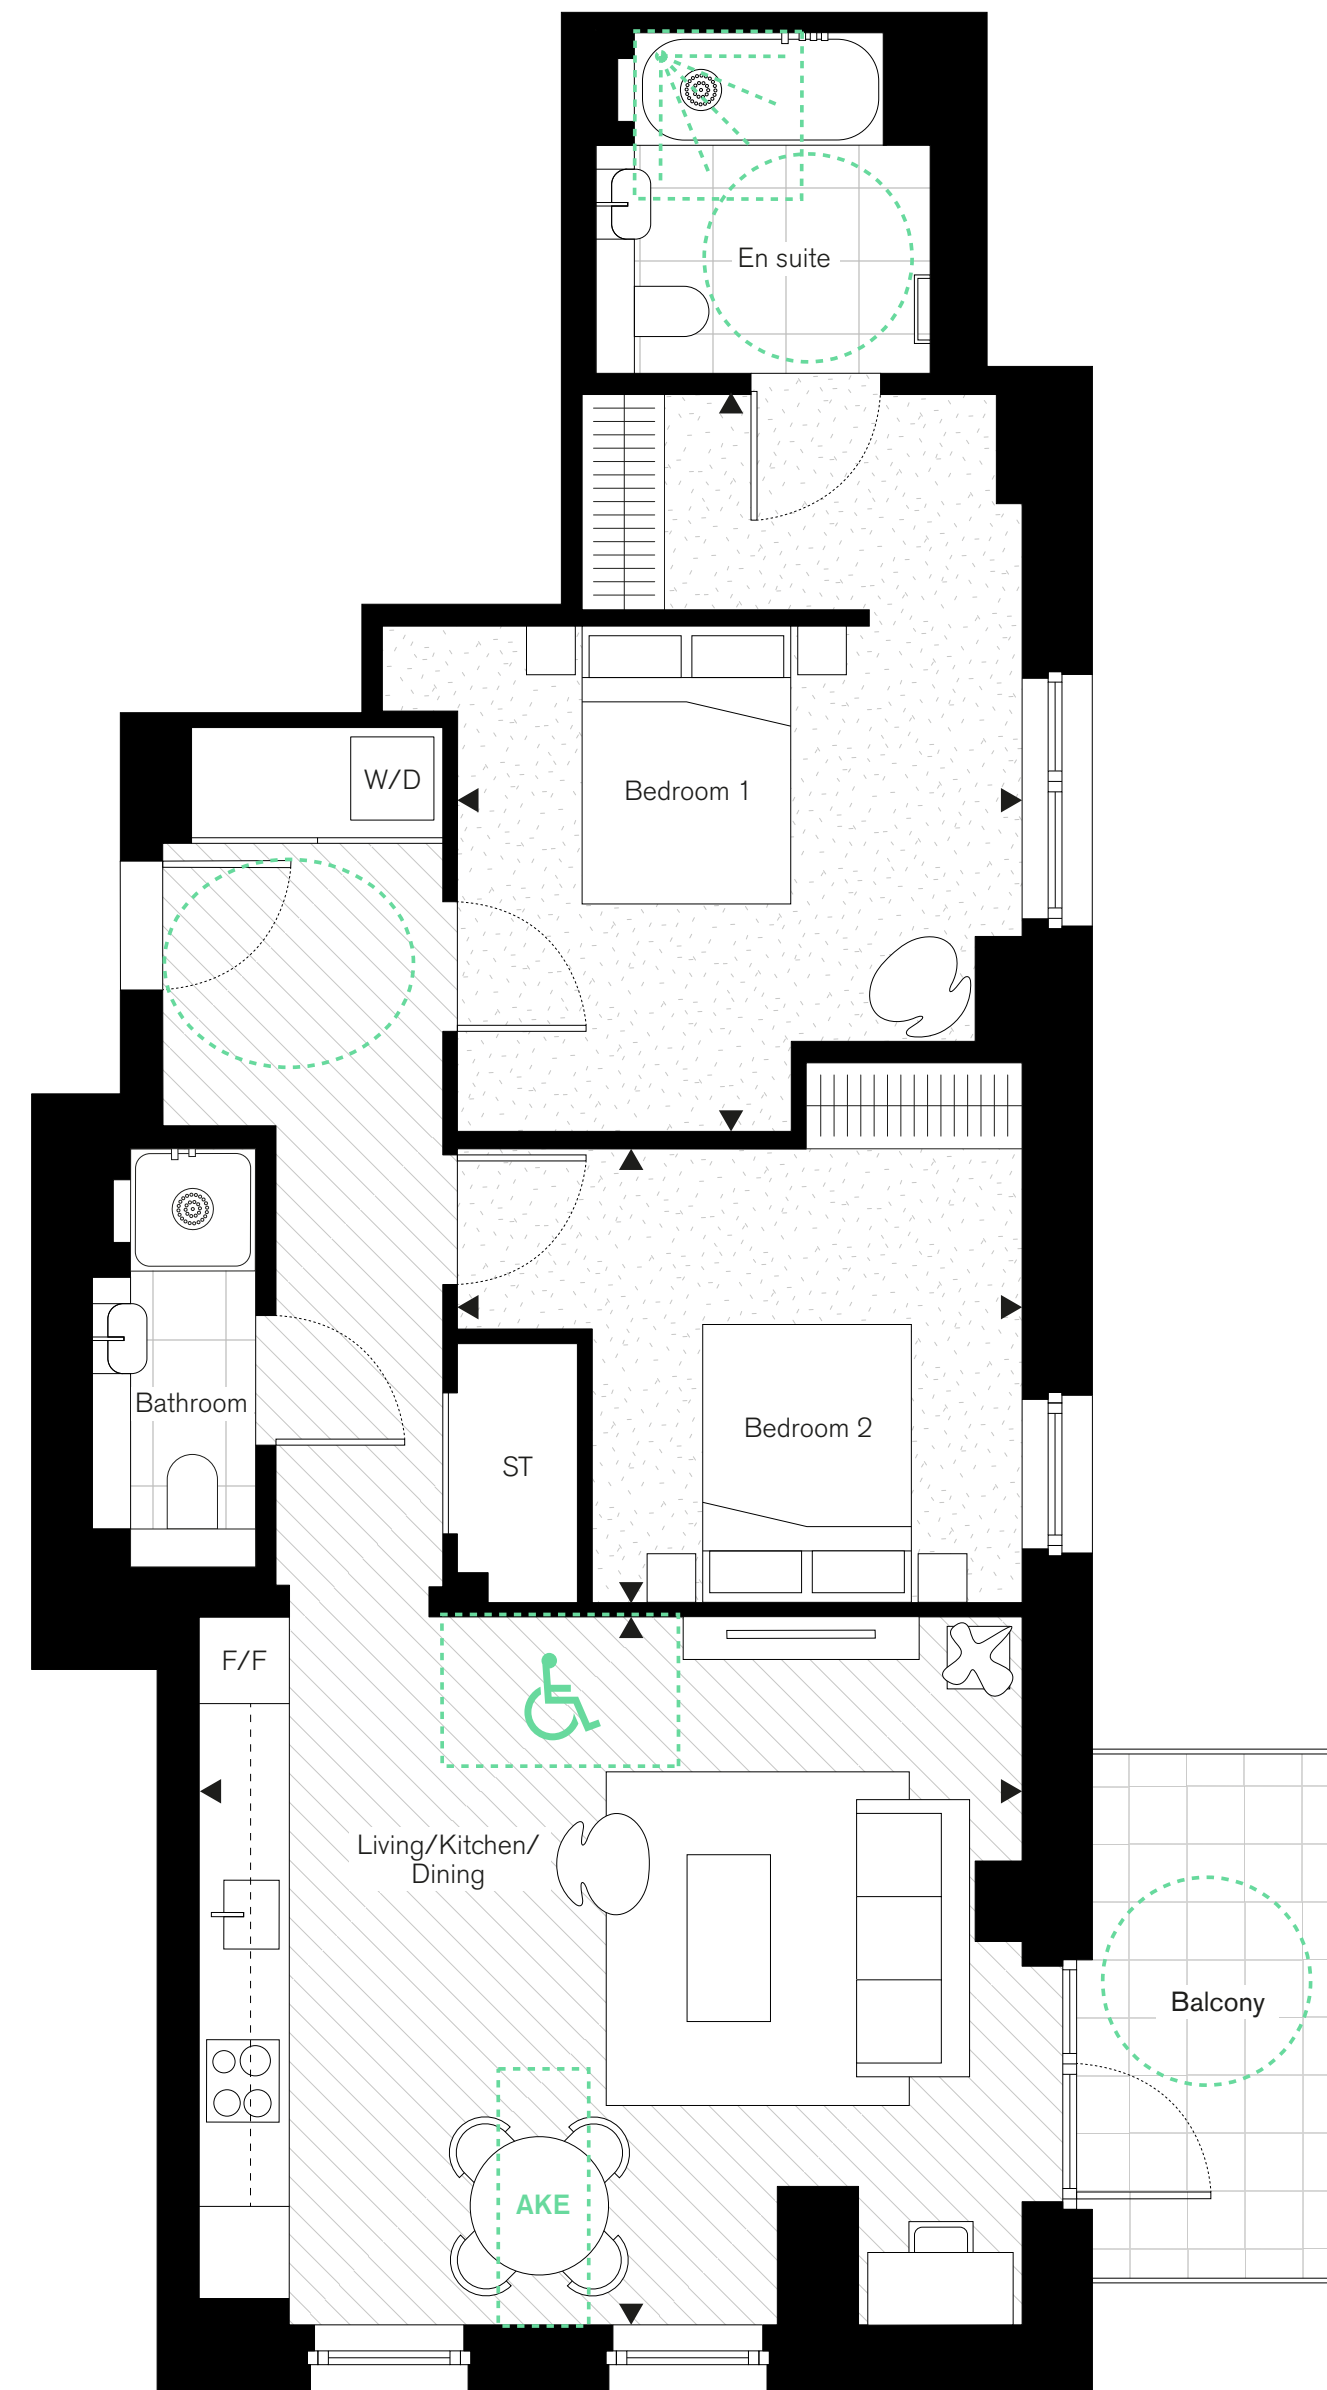 En suite
W/D
Bedroom 1
Bathroom
Bedroom 2
ST
F/F
Living/Kitchen/
Dining
Balcony
AKE